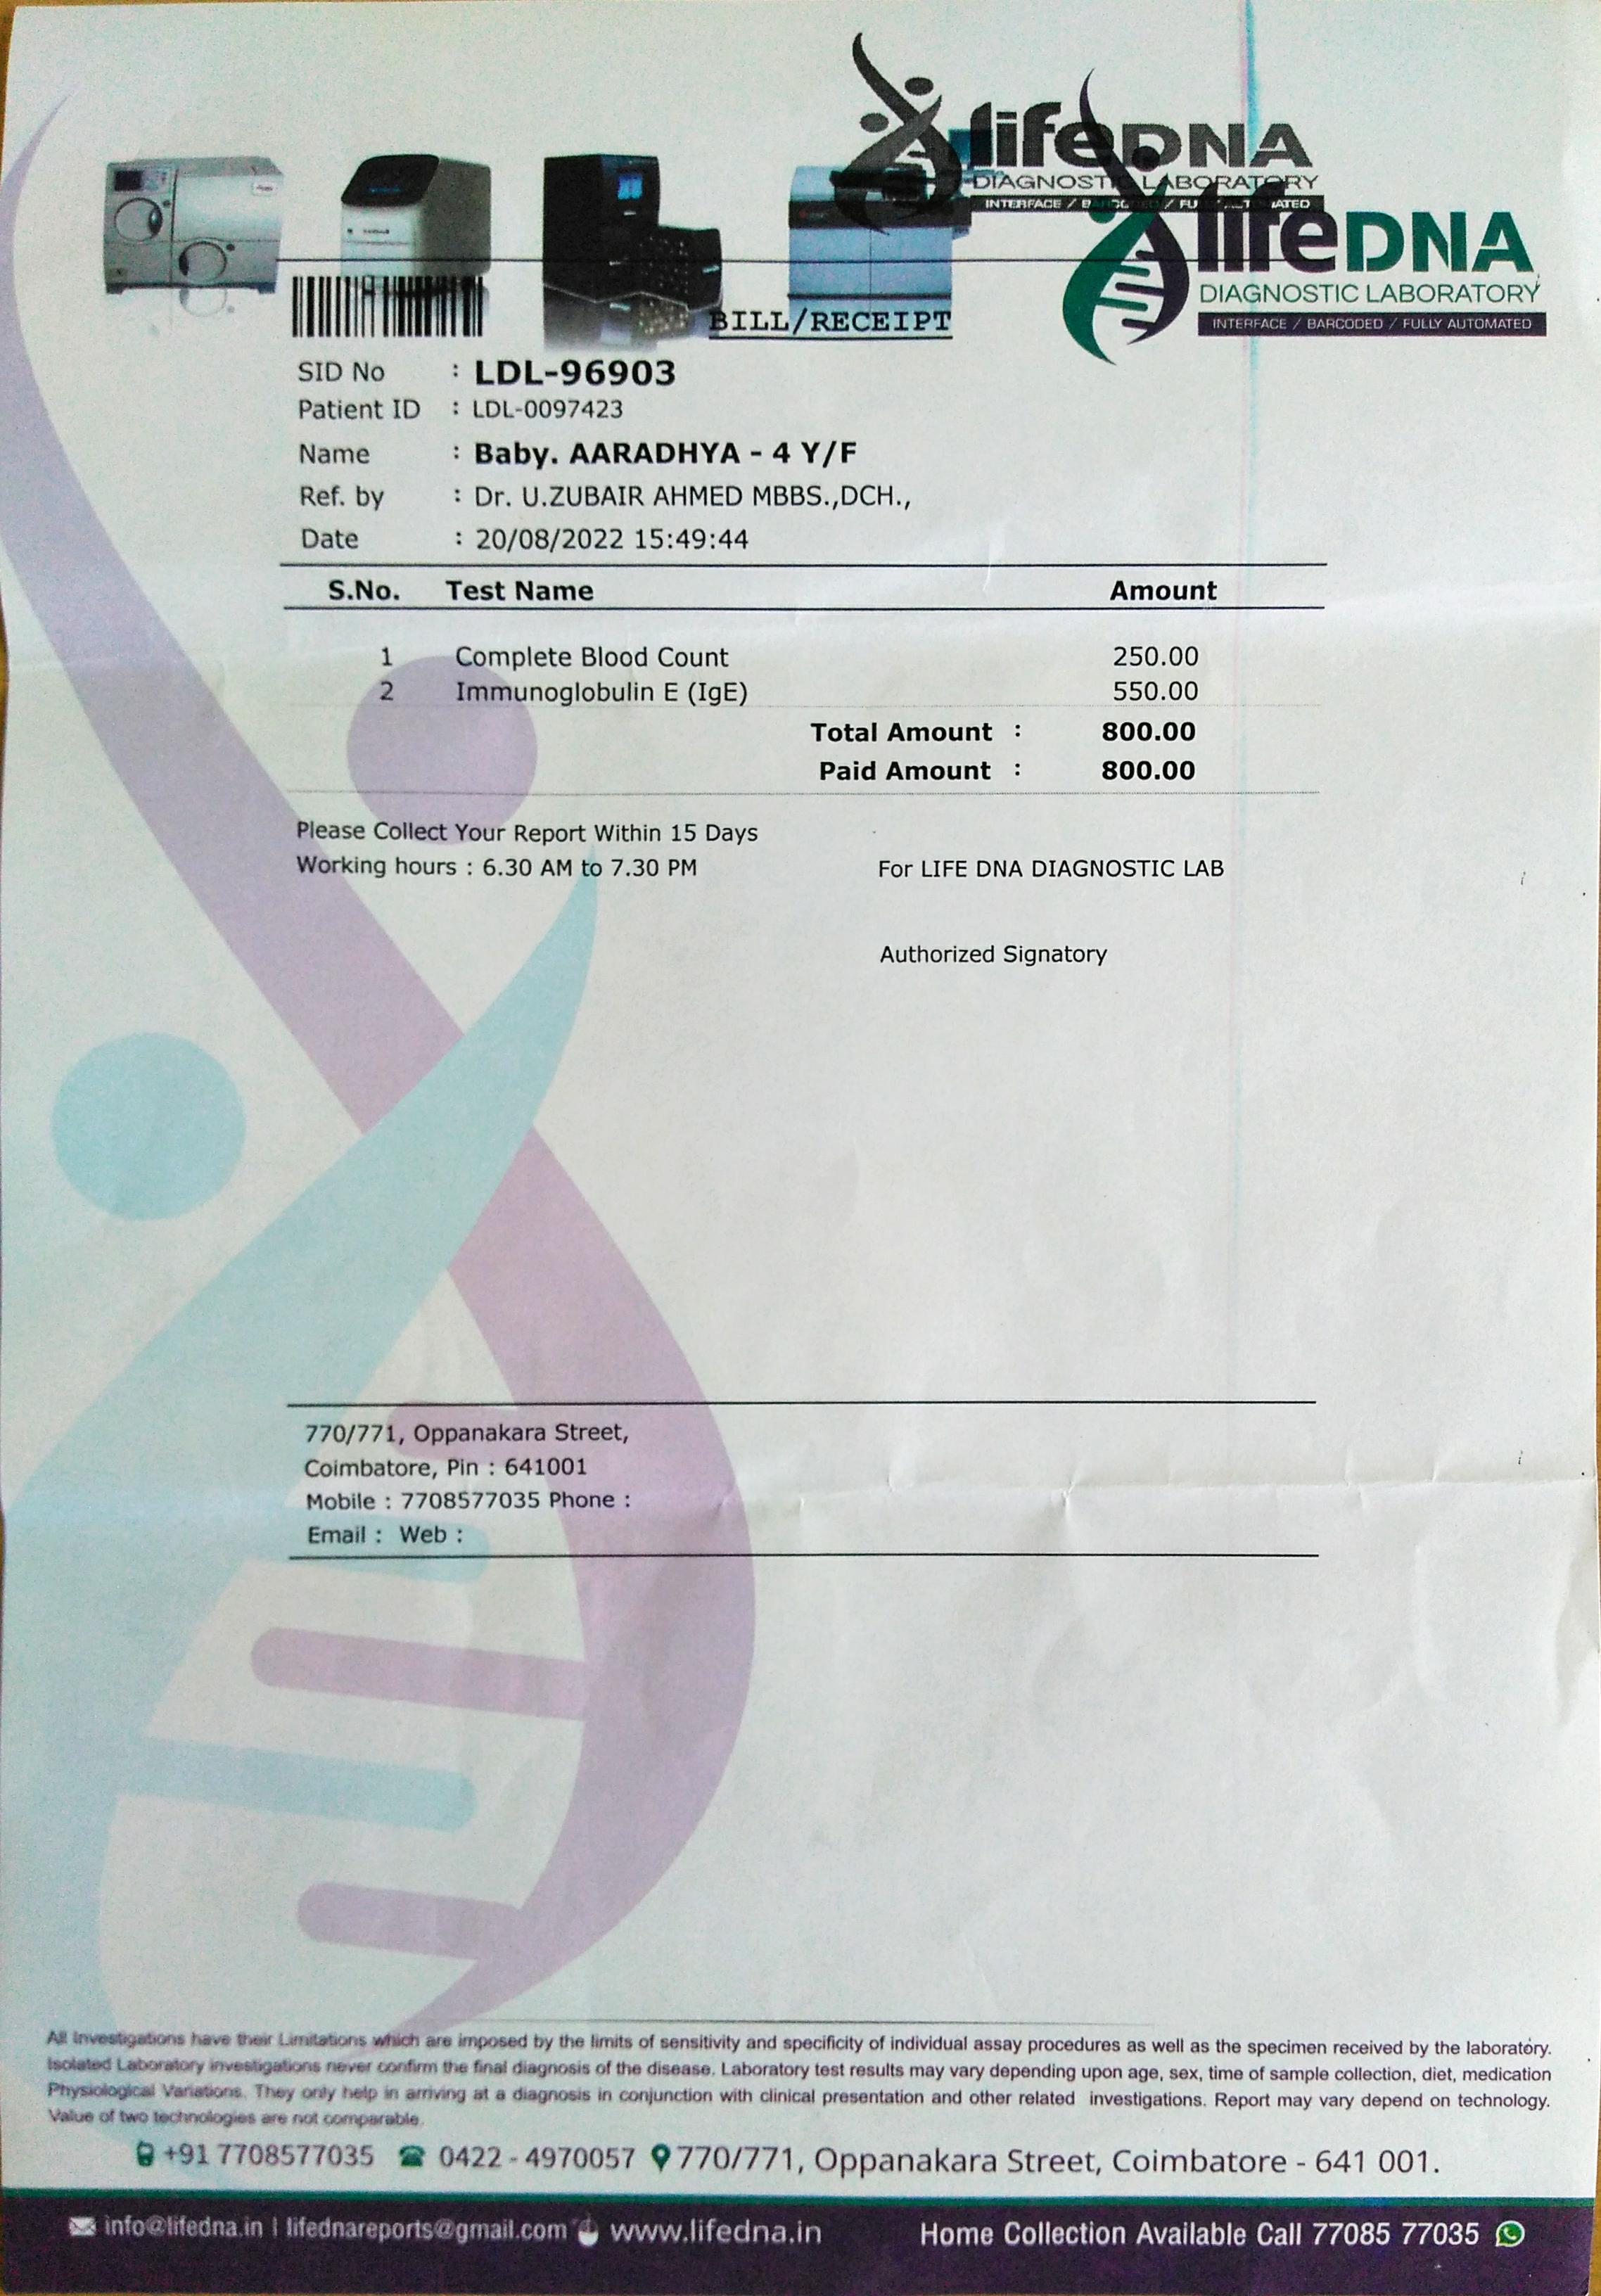 lifeDNA
DIAGNOSTIC LABORATORY
INTERFACE / BARCODED / FULLY AUTOMATED
lifeDNA
DIAGNOSTIC LABORATORY
INTERFACE / BARCODED / FULLY AUTOMATED
BILL/RECEIPT
SID No : LDL-96903
Patient ID : LDL-0097423
Name : Baby. AARADHYA - 4 Y/F
Ref. by : Dr. U.ZUBAIR AHMED MBBS.,DCH.,
Date : 20/08/2022 15:49:44
S.No. Test Name Amount
1 Complete Blood Count 250.00
2 Immunoglobulin E (IgE) 550.00
Total Amount : 800.00
Paid Amount : 800.00
Please Collect Your Report Within 15 Days
Working hours : 6.30 AM to 7.30 PM For LIFE DNA DIAGNOSTIC LAB
Authorized Signatory
770/771, Oppanakara Street,
Coimbatore, Pin : 641001
Mobile : 7708577035 Phone :
Email : Web :
All Investigations have their Limitations which are imposed by the limits of sensitivity and specificity of individual assay procedures as well as the specimen received by the laboratory.
Isolated Laboratory investigations never confirm the final diagnosis of the disease. Laboratory test results may vary depending upon age, sex, time of sample collection, diet, medication
Physiological Variations. They only help in arriving at a diagnosis in conjunction with clinical presentation and other related investigations. Report may vary depend on technology.
Value of two technologies are not comparable.
+91 7708577035 0422 - 4970057 770/771, Oppanakara Street, Coimbatore - 641 001.
info@lifedna.in | lifednareports@gmail.com www.lifedna.in Home Collection Available Call 77085 77035